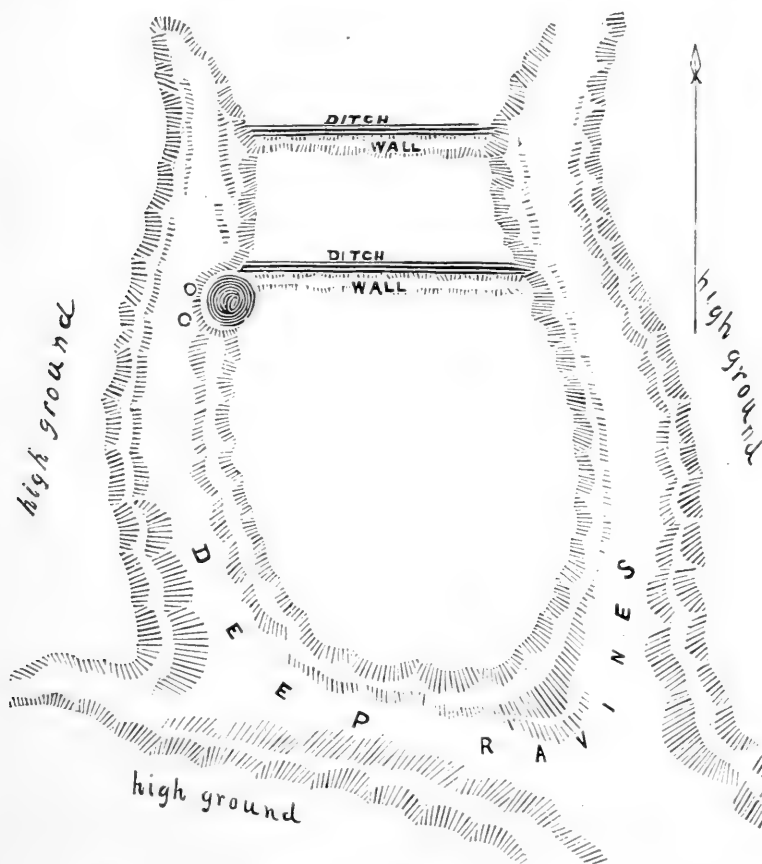 DITCH
WALL
DITCH
WALL
high ground
high ground
DEEP RAVINES
high ground